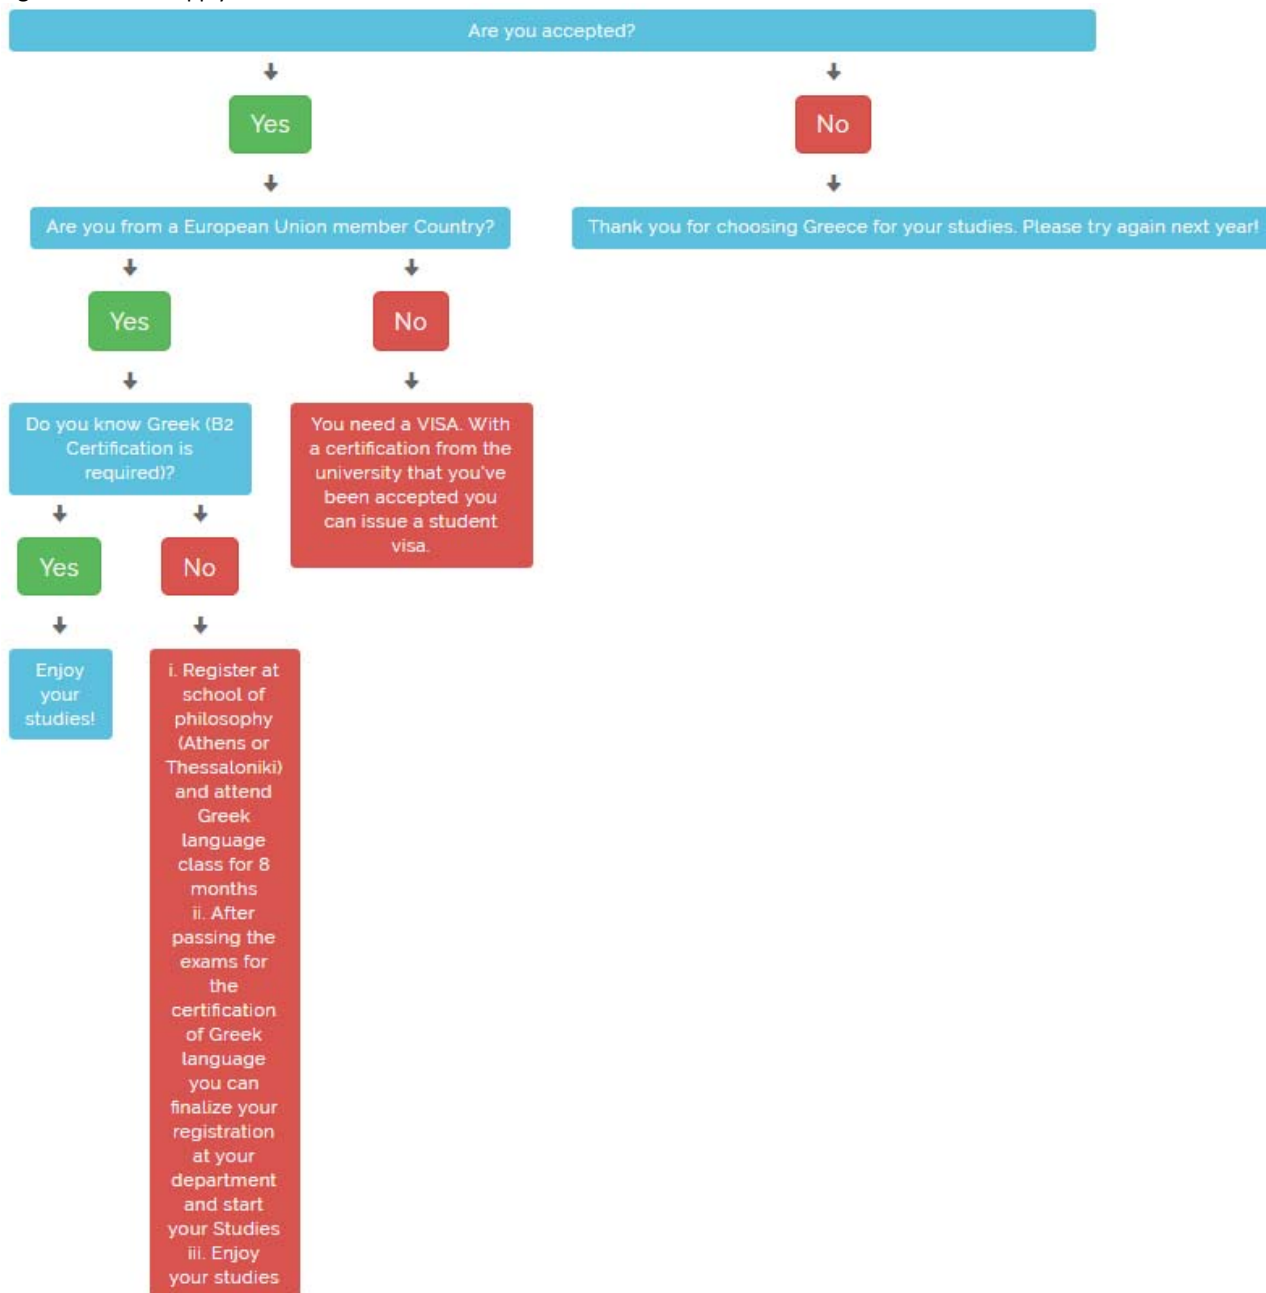 Are you accepted?
Yes
No
Are you from a European Union member Country?
Thank you for choosing Greece for your studies. Please try again next year!
Yes
No
Do you know Greek (B2
Certification is
required)?
You need a VISA. With
a certification from the
university that you've
been accepted you
can issue a student
visa.
Yes
No
Enjoy
your
studies!
i. Register at
school of
philosophy
(Athens or
Thessaloniki)
and attend
Greek
language
class for 8
months
ii. After
passing the
exams for
the
certification
of Greek
language
you can
finalize your
registration
at your
department
and start
your Studies
iii. Enjoy
your studies